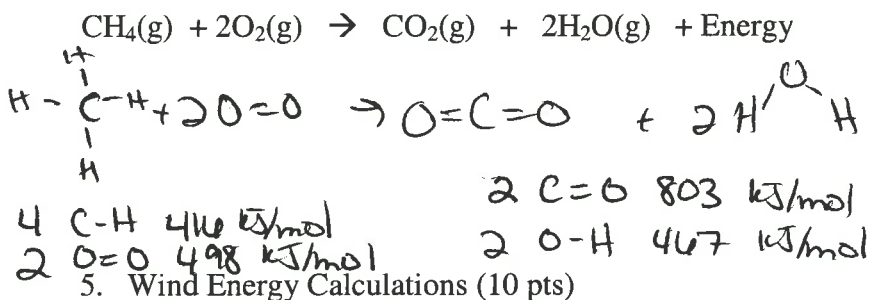 CH₄(g) + 2O₂(g) → CO₂(g) + 2H₂O(g) + Energy
H
H - C - H + 2 O=O → O=C=O + 2 H O H
H
2 C=O 803 kJ/mol
4 C-H 416 kJ/mol
2 O-H 467 kJ/mol
2 O=O 498 kJ/mol
5. Wind Energy Calculations (10 pts)